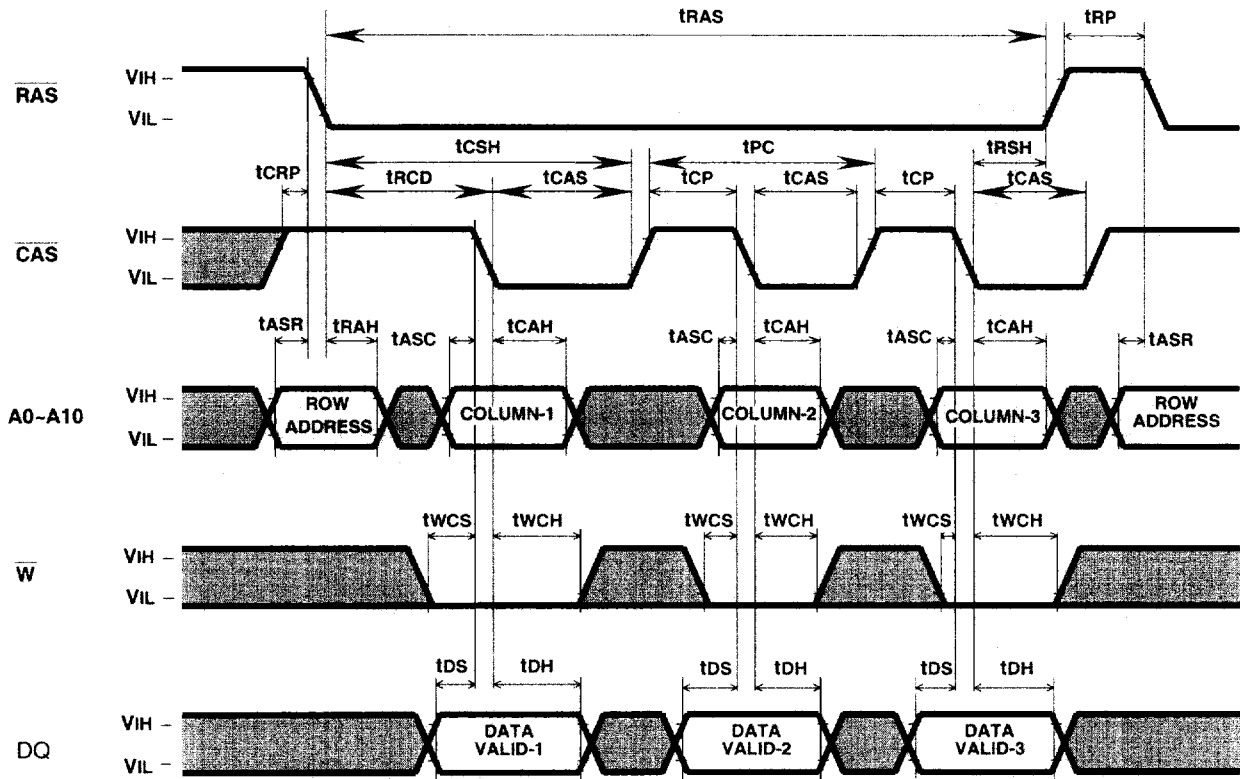 tRAS tRP
VIH –
R̅A̅S̅
VIL –
tCSH tPC tRSH
tCRP tRCD tCAS tCP tCAS tCP tCAS
VIH –
C̅A̅S̅
VIL –
tASR tRAH tASC tCAH tASC tCAH tASC tCAH tASR
VIH –
A0~A10
VIL –
ROW ADDRESS
COLUMN-1
COLUMN-2
COLUMN-3
ROW ADDRESS
tWCS tWCH tWCS tWCH tWCS tWCH
VIH –
W̅
VIL –
tDS tDH tDS tDH tDS tDH
VIH –
DQ
VIL –
DATA VALID-1
DATA VALID-2
DATA VALID-3